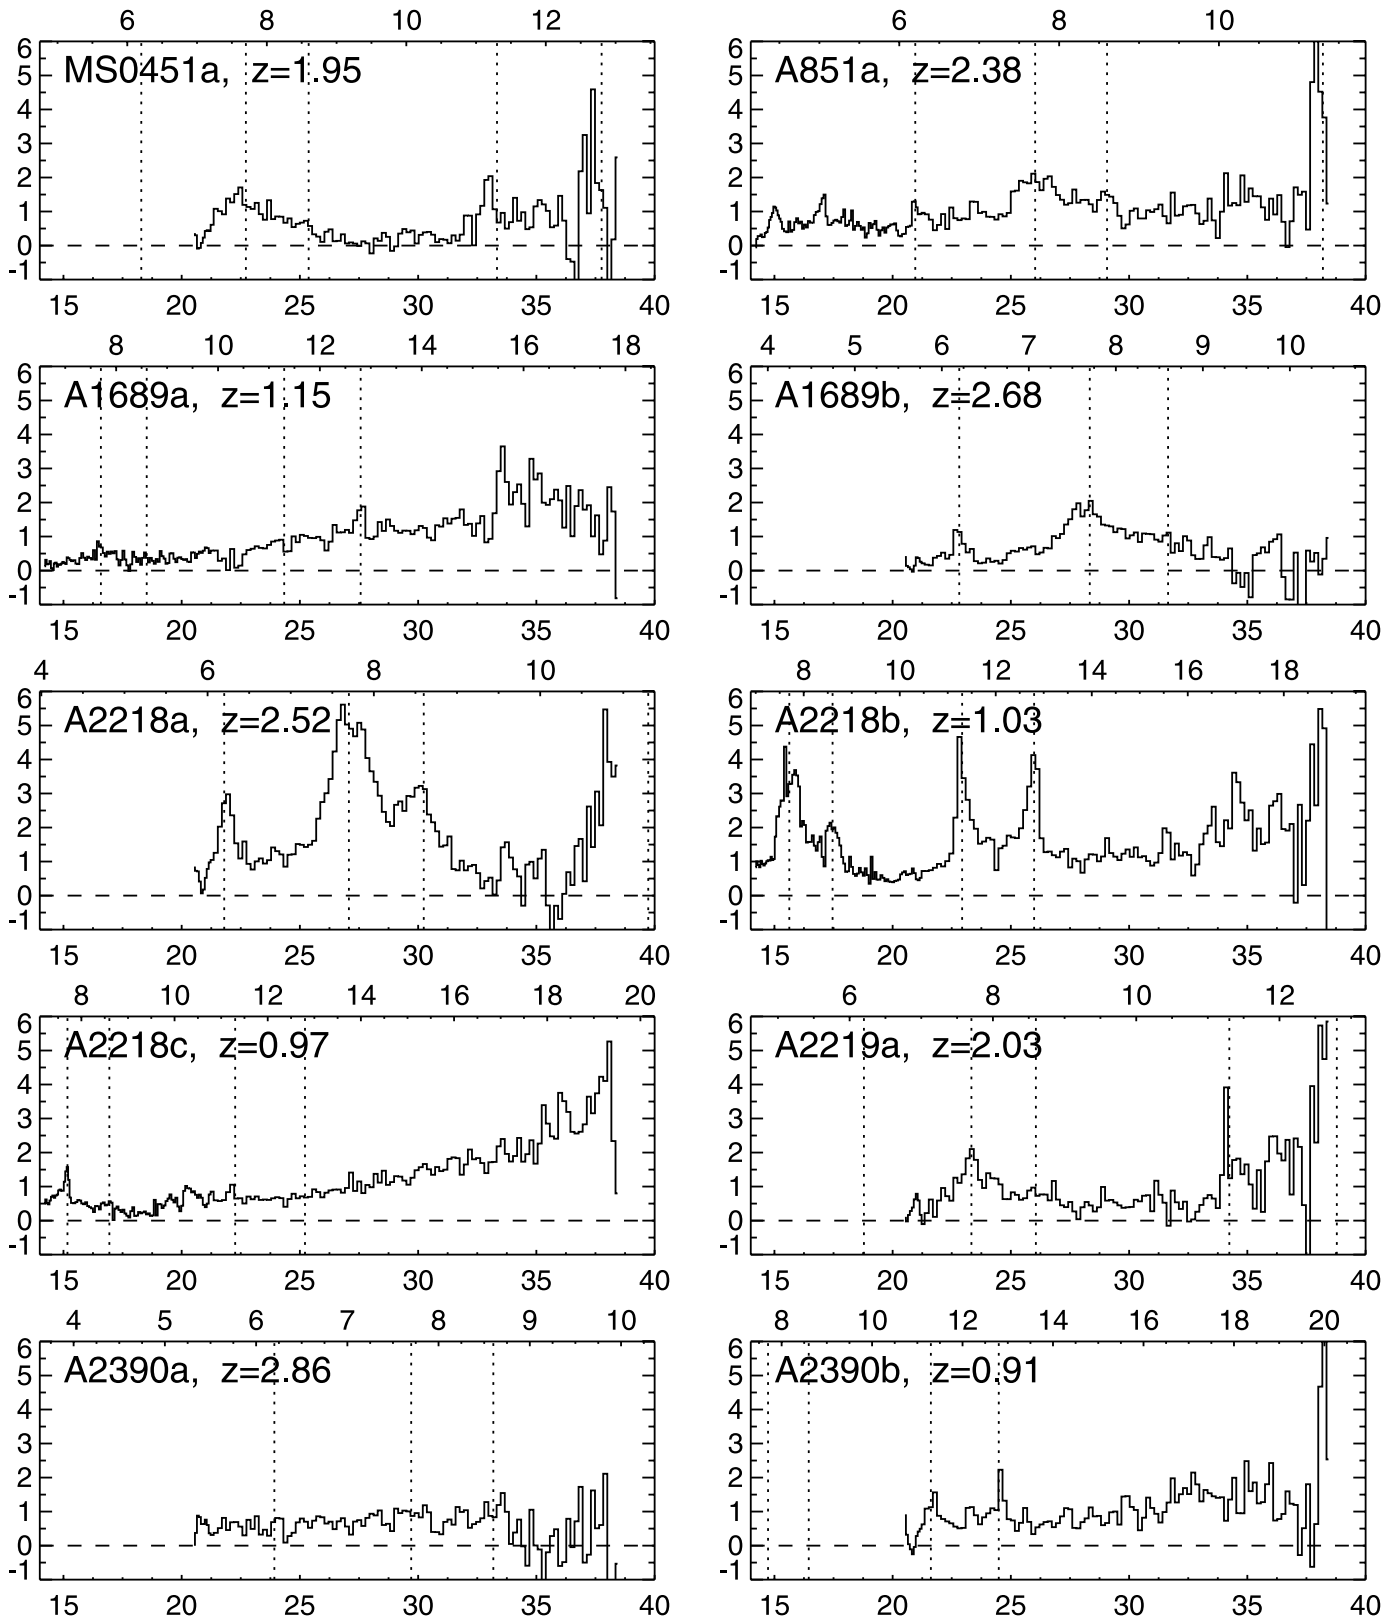 6 8 10 12
6 8 10
6 5 4 3 2 1 0 -1
MS0451a, z=1.95
6 5 4 3 2 1 0 -1
A851a, z=2.38
15 20 25 30 35 40
15 20 25 30 35 40
8 10 12 14 16 18
4 5 6 7 8 9 10
6 5 4 3 2 1 0 -1
A1689a, z=1.15
6 5 4 3 2 1 0 -1
A1689b, z=2.68
15 20 25 30 35 40
15 20 25 30 35 40
4 6 8 10
8 10 12 14 16 18
6 5 4 3 2 1 0 -1
A2218a, z=2.52
6 5 4 3 2 1 0 -1
A2218b, z=1.03
15 20 25 30 35 40
15 20 25 30 35 40
8 10 12 14 16 18 20
6 8 10 12
6 5 4 3 2 1 0 -1
A2218c, z=0.97
6 5 4 3 2 1 0 -1
A2219a, z=2.03
15 20 25 30 35 40
15 20 25 30 35 40
4 5 6 7 8 9 10
8 10 12 14 16 18 20
6 5 4 3 2 1 0 -1
A2390a, z=2.86
6 5 4 3 2 1 0 -1
A2390b, z=0.91
15 20 25 30 35 40
15 20 25 30 35 40